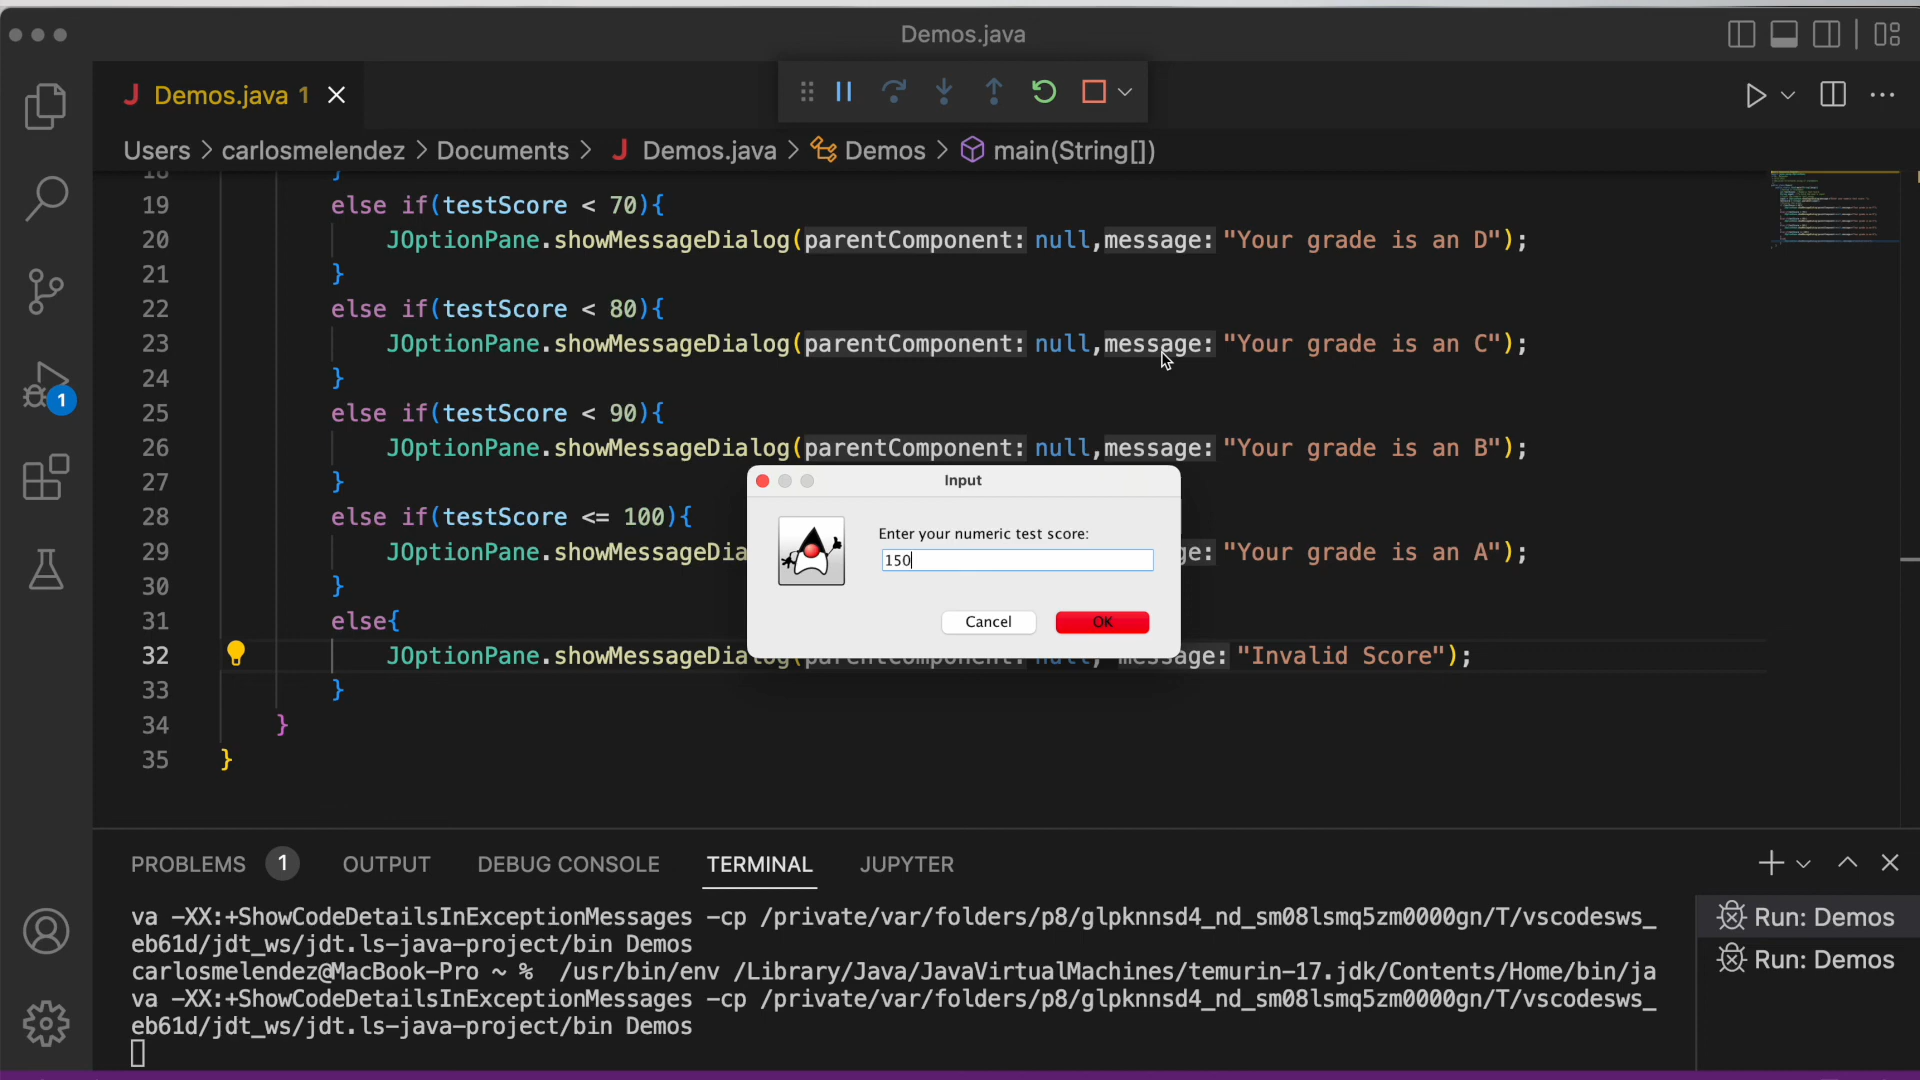 Demos.java
J Demos.java 1
Users > carlosmelendez > Documents > J Demos.java > Demos > main(String[])
18 }
19 else if(testScore < 70){
20 JOptionPane.showMessageDialog(parentComponent: null,message: "Your grade is an D");
21 }
22 else if(testScore < 80){
23 JOptionPane.showMessageDialog(parentComponent: null,message: "Your grade is an C");
24 }
25 else if(testScore < 90){
26 JOptionPane.showMessageDialog(parentComponent: null,message: "Your grade is an B");
27 }
28 else if(testScore <= 100){
29 JOptionPane.showMessageDia ge: "Your grade is an A");
30 }
31 else{
32 JOptionPane.showMessageDialog(parentComponent: null, message: "Invalid Score");
33 }
34 }
35 }
Input
Enter your numeric test score:
150
Cancel OK
1
PROBLEMS 1 OUTPUT DEBUG CONSOLE TERMINAL JUPYTER
va -XX:+ShowCodeDetailsInExceptionMessages -cp /private/var/folders/p8/glpknnsd4_nd_sm08lsmq5zm0000gn/T/vscodesws_
eb61d/jdt_ws/jdt.ls-java-project/bin Demos
carlosmelendez@MacBook-Pro ~ % /usr/bin/env /Library/Java/JavaVirtualMachines/temurin-17.jdk/Contents/Home/bin/ja
va -XX:+ShowCodeDetailsInExceptionMessages -cp /private/var/folders/p8/glpknnsd4_nd_sm08lsmq5zm0000gn/T/vscodesws_
eb61d/jdt_ws/jdt.ls-java-project/bin Demos
Run: Demos
Run: Demos